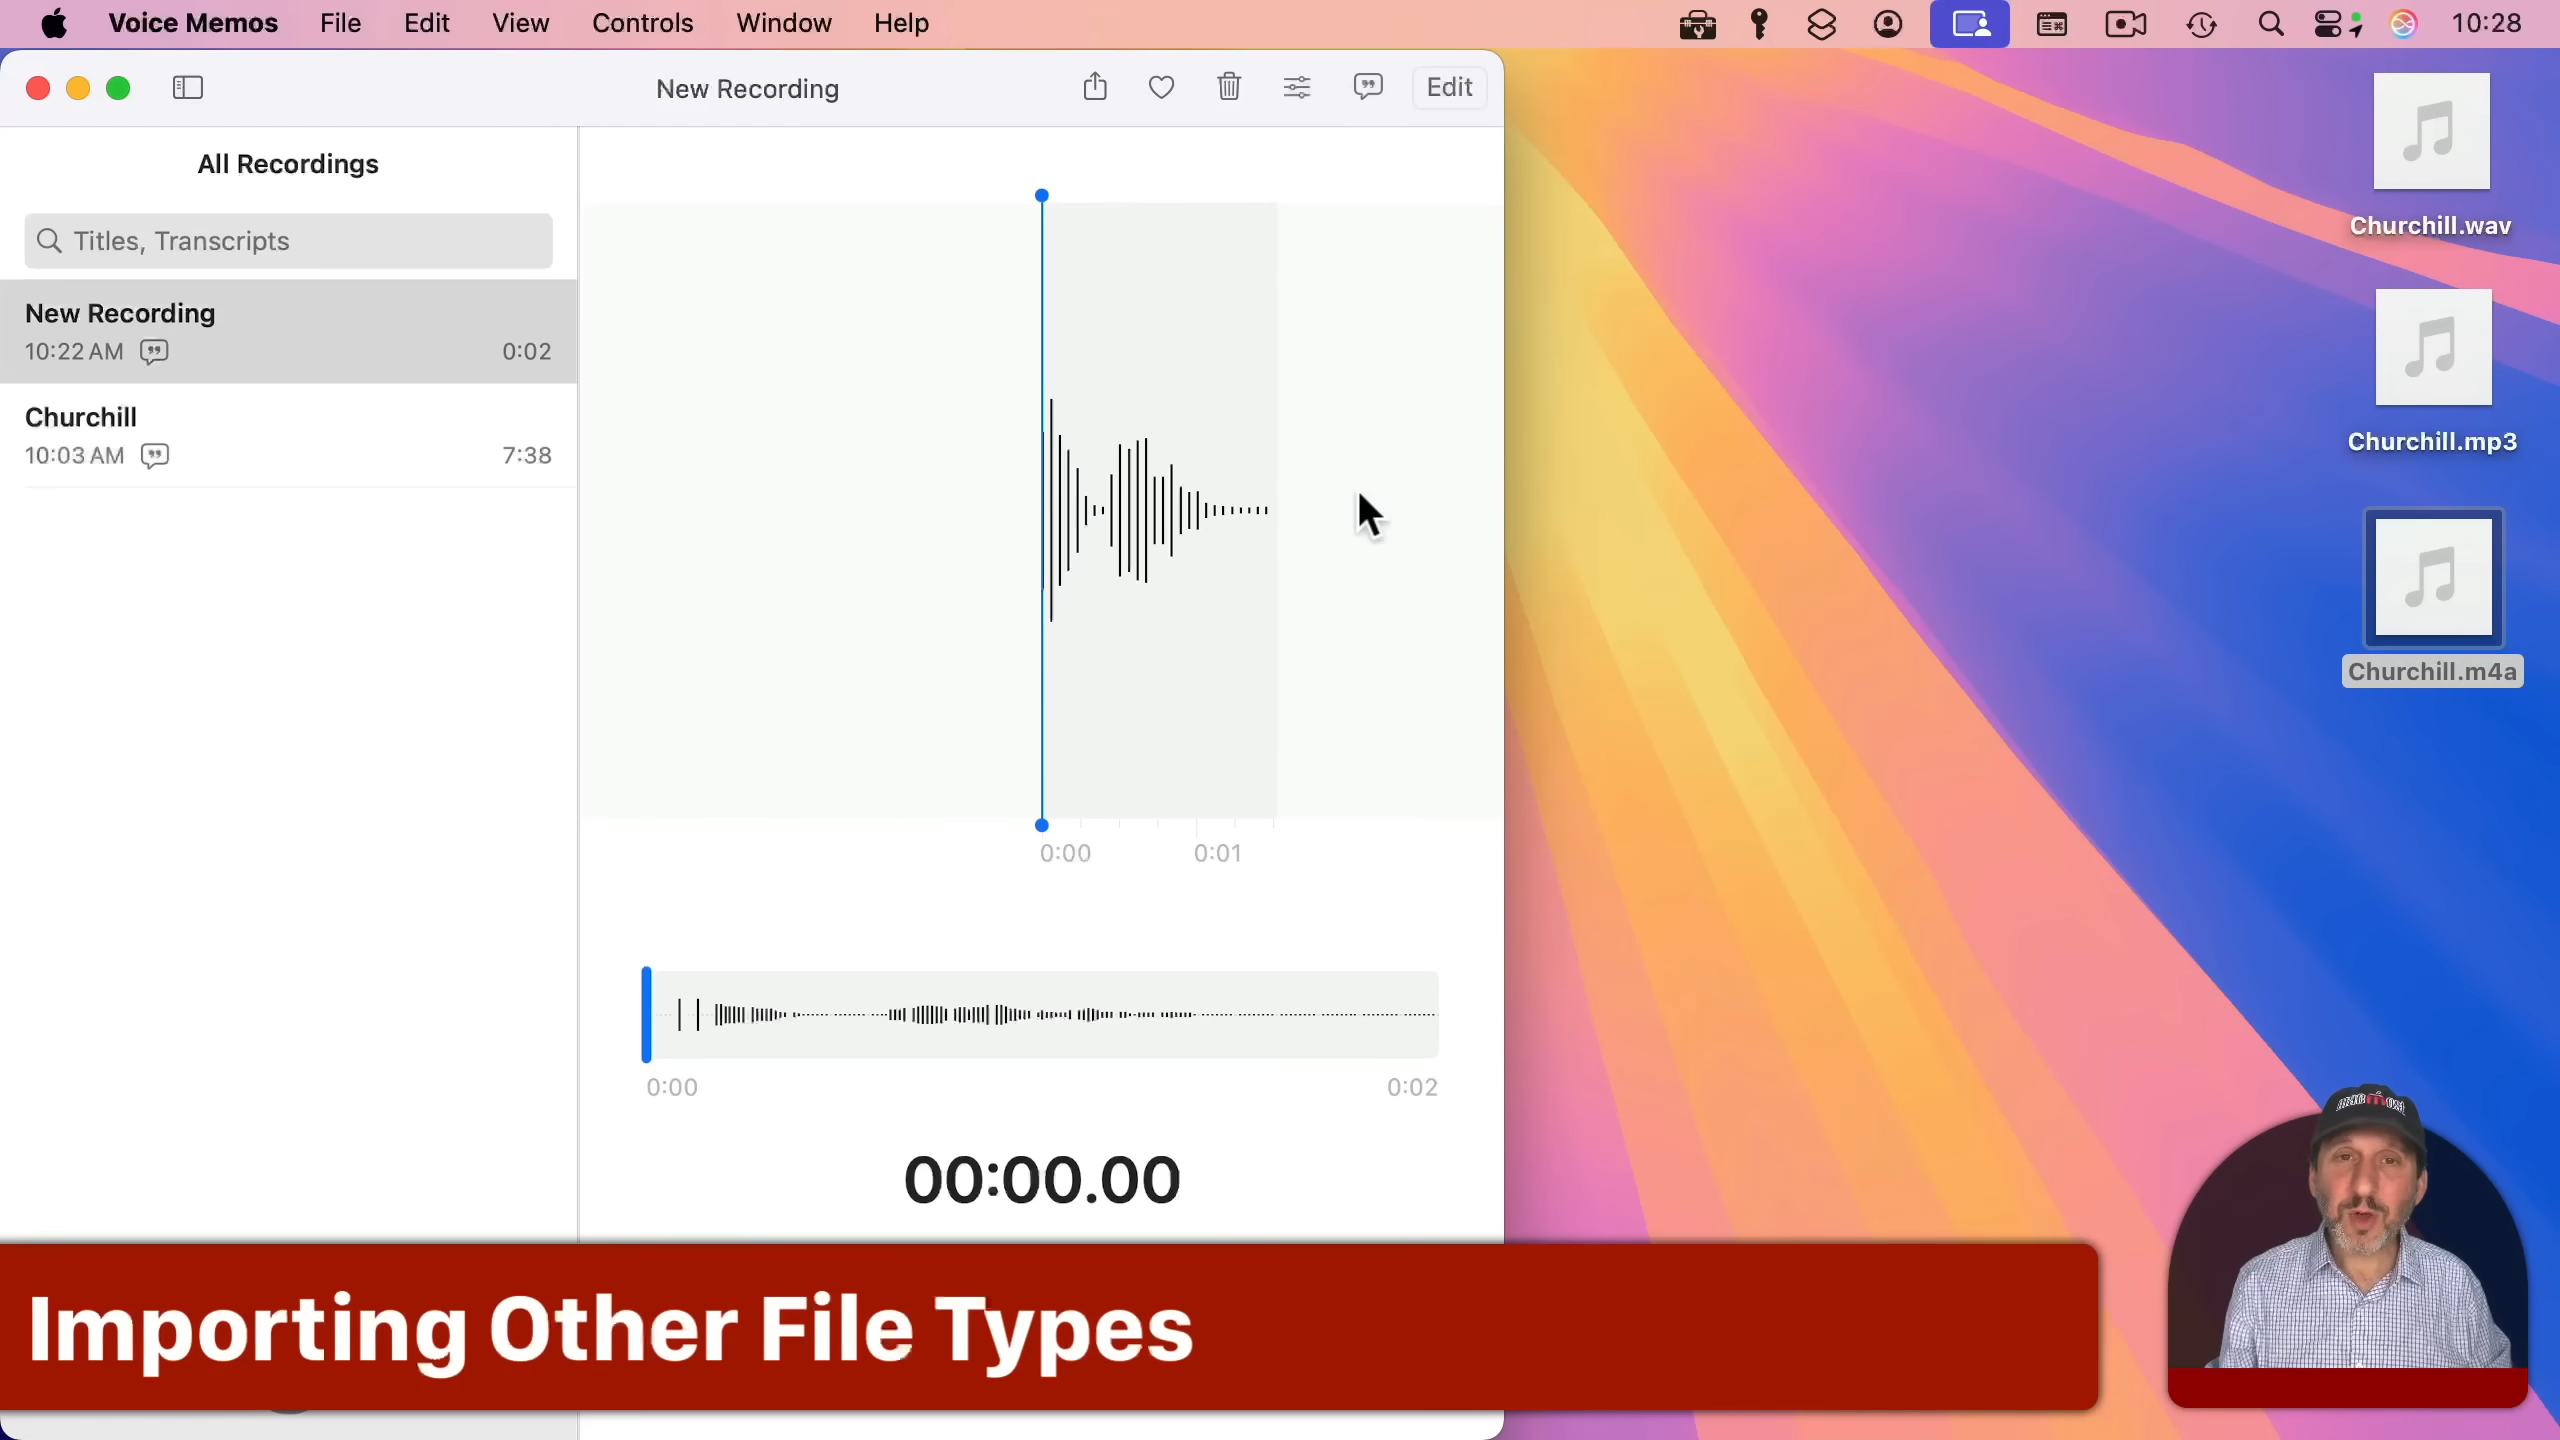 Voice Memos File Edit View Controls Window Help
10:28
New Recording
Edit
All Recordings
Titles, Transcripts
New Recording
10:22 AM
0:02
Churchill
10:03 AM
7:38
0:00
0:01
0:00
0:02
00:00.00
Churchill.wav
Churchill.mp3
Churchill.m4a
Importing Other File Types
macmost